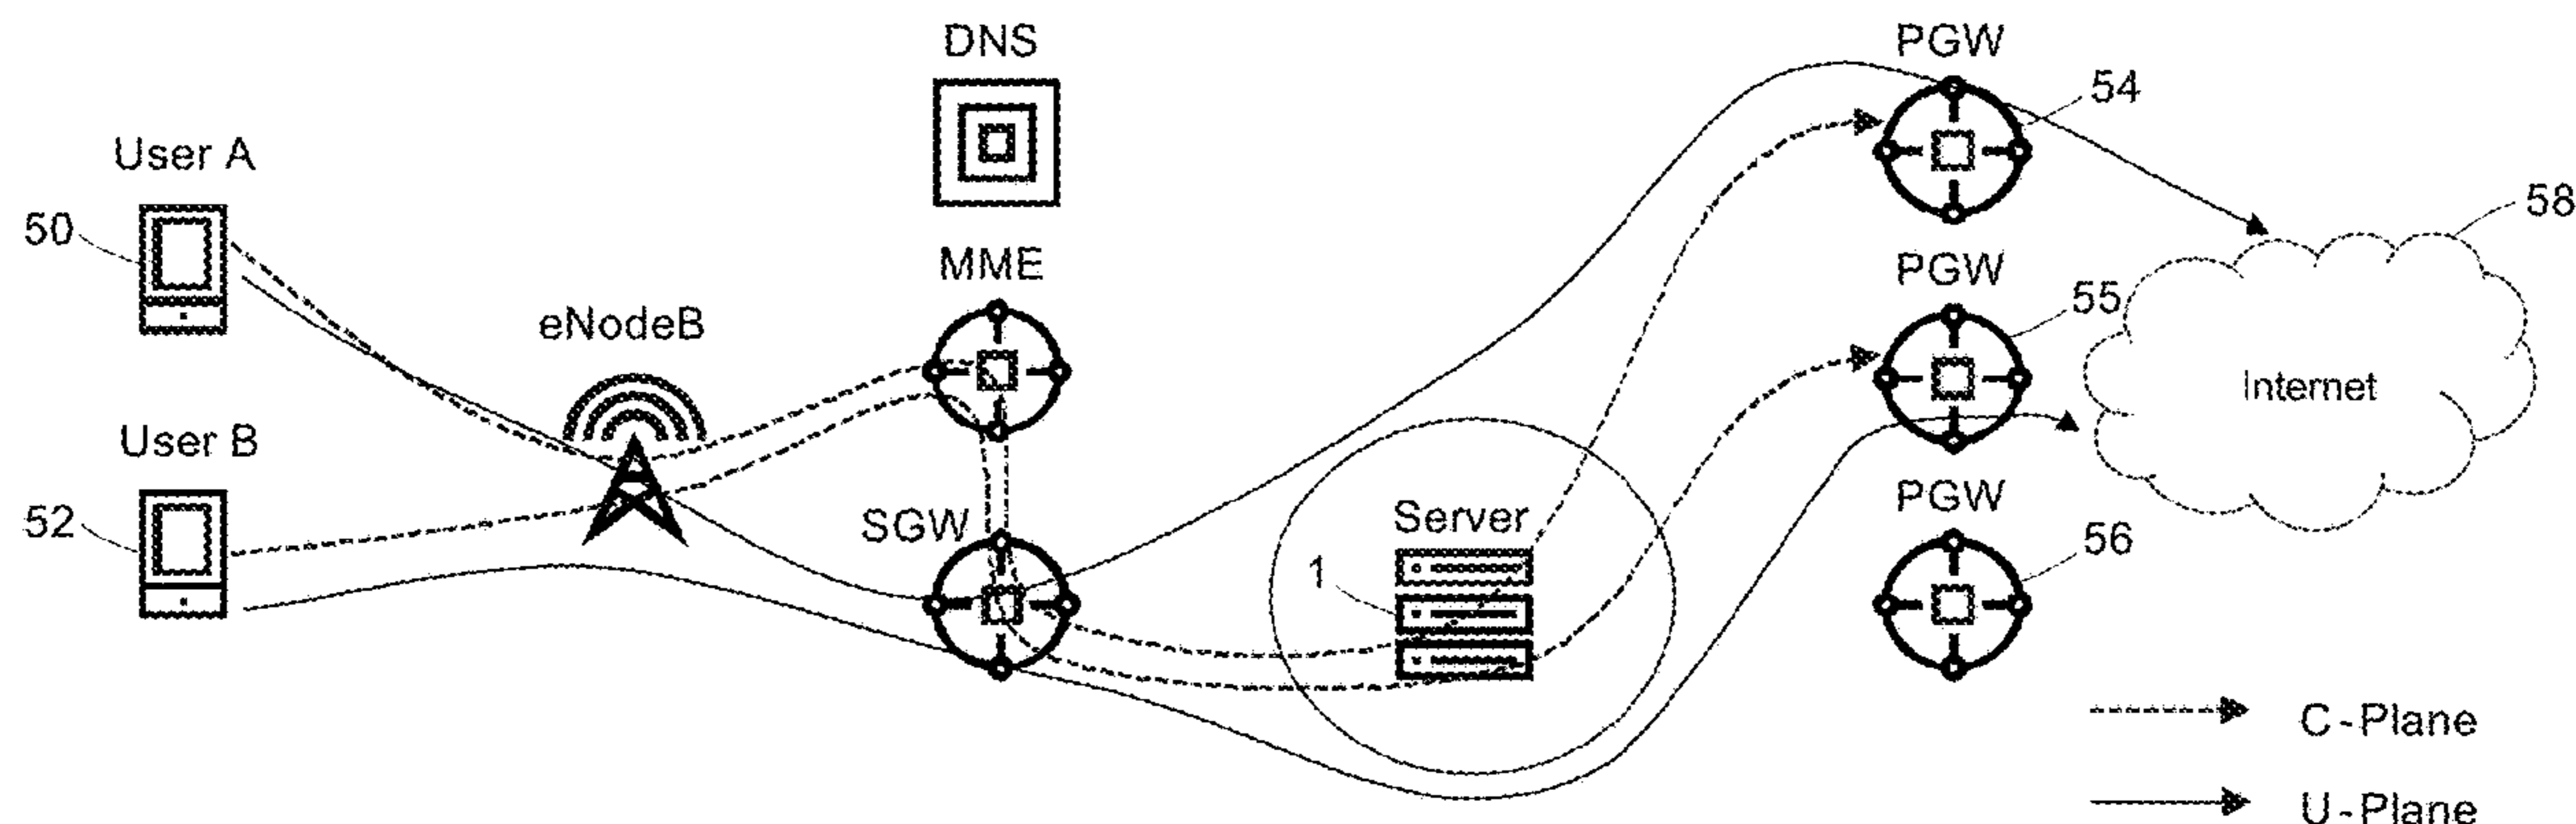 DNS
PGW
54
User A
50
58
MME
PGW
55
eNodeB
Internet
User B
52
SGW
Server
1
PGW
56
C-Plane
U-Plane